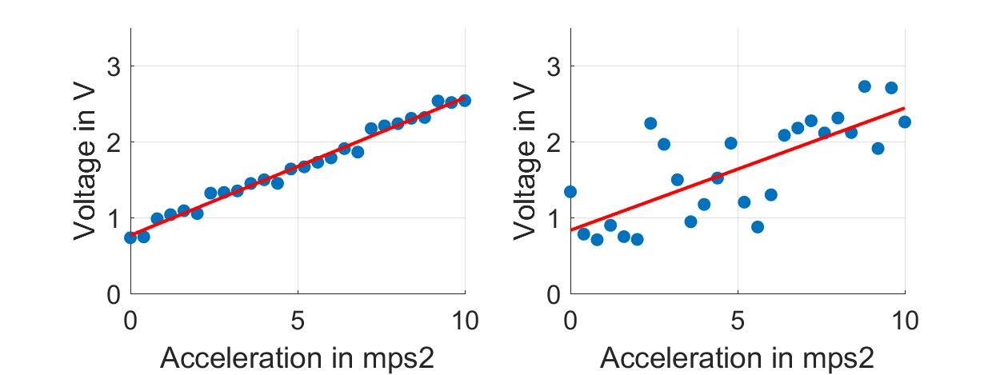 Voltage in V
3
2
1
0
0 5 10
Acceleration in mps2
Voltage in V
3
2
1
0
0 5 10
Acceleration in mps2